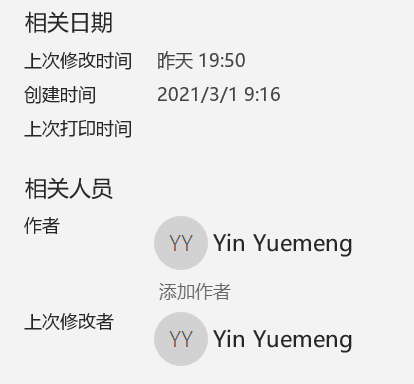 相关日期
上次修改时间 昨天 19:50
创建时间 2021/3/1 9:16
上次打印时间
相关人员
作者
YY Yin Yuemeng
添加作者
上次修改者
YY Yin Yuemeng